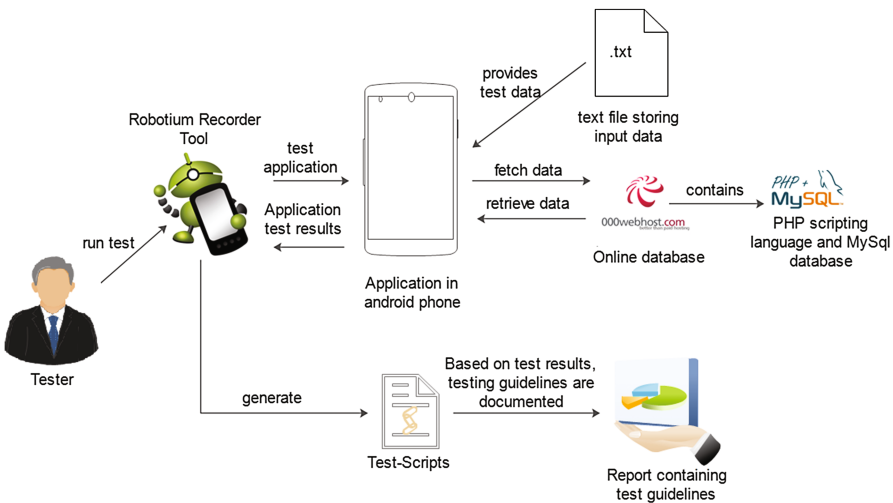 .txt
provides
test data
text file storing
input data
Robotium Recorder
Tool
test
application
Application
test results
run test
Tester
Application in
android phone
fetch data
retrieve data
000webhost.com
Online database
contains
PHP +
MySQL
PHP scripting
language and MySql
database
generate
Test-Scripts
Based on test results,
testing guidelines are
documented
Report containing
test guidelines